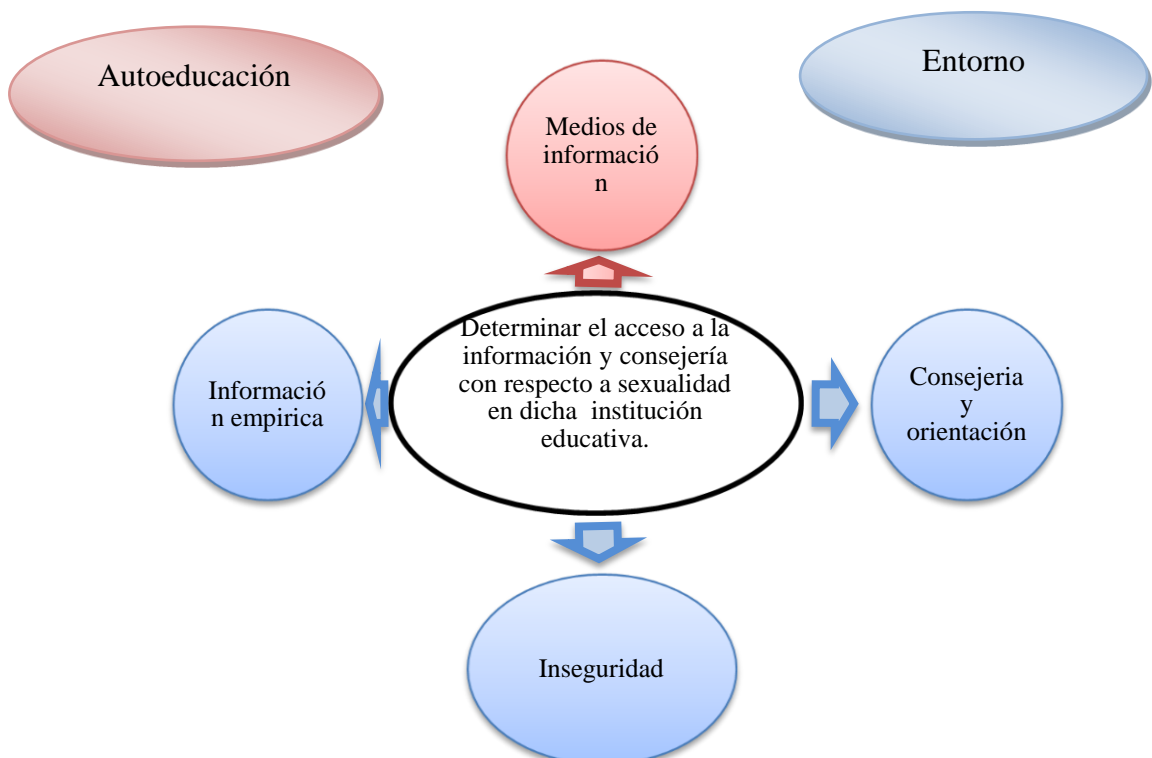 Autoeducación
Entorno
Medios de
informació
n
Determinar el acceso a la
información y consejería
con respecto a sexualidad
en dicha institución
educativa.
Informació
n empirica
Consejeria
y
orientación
Inseguridad